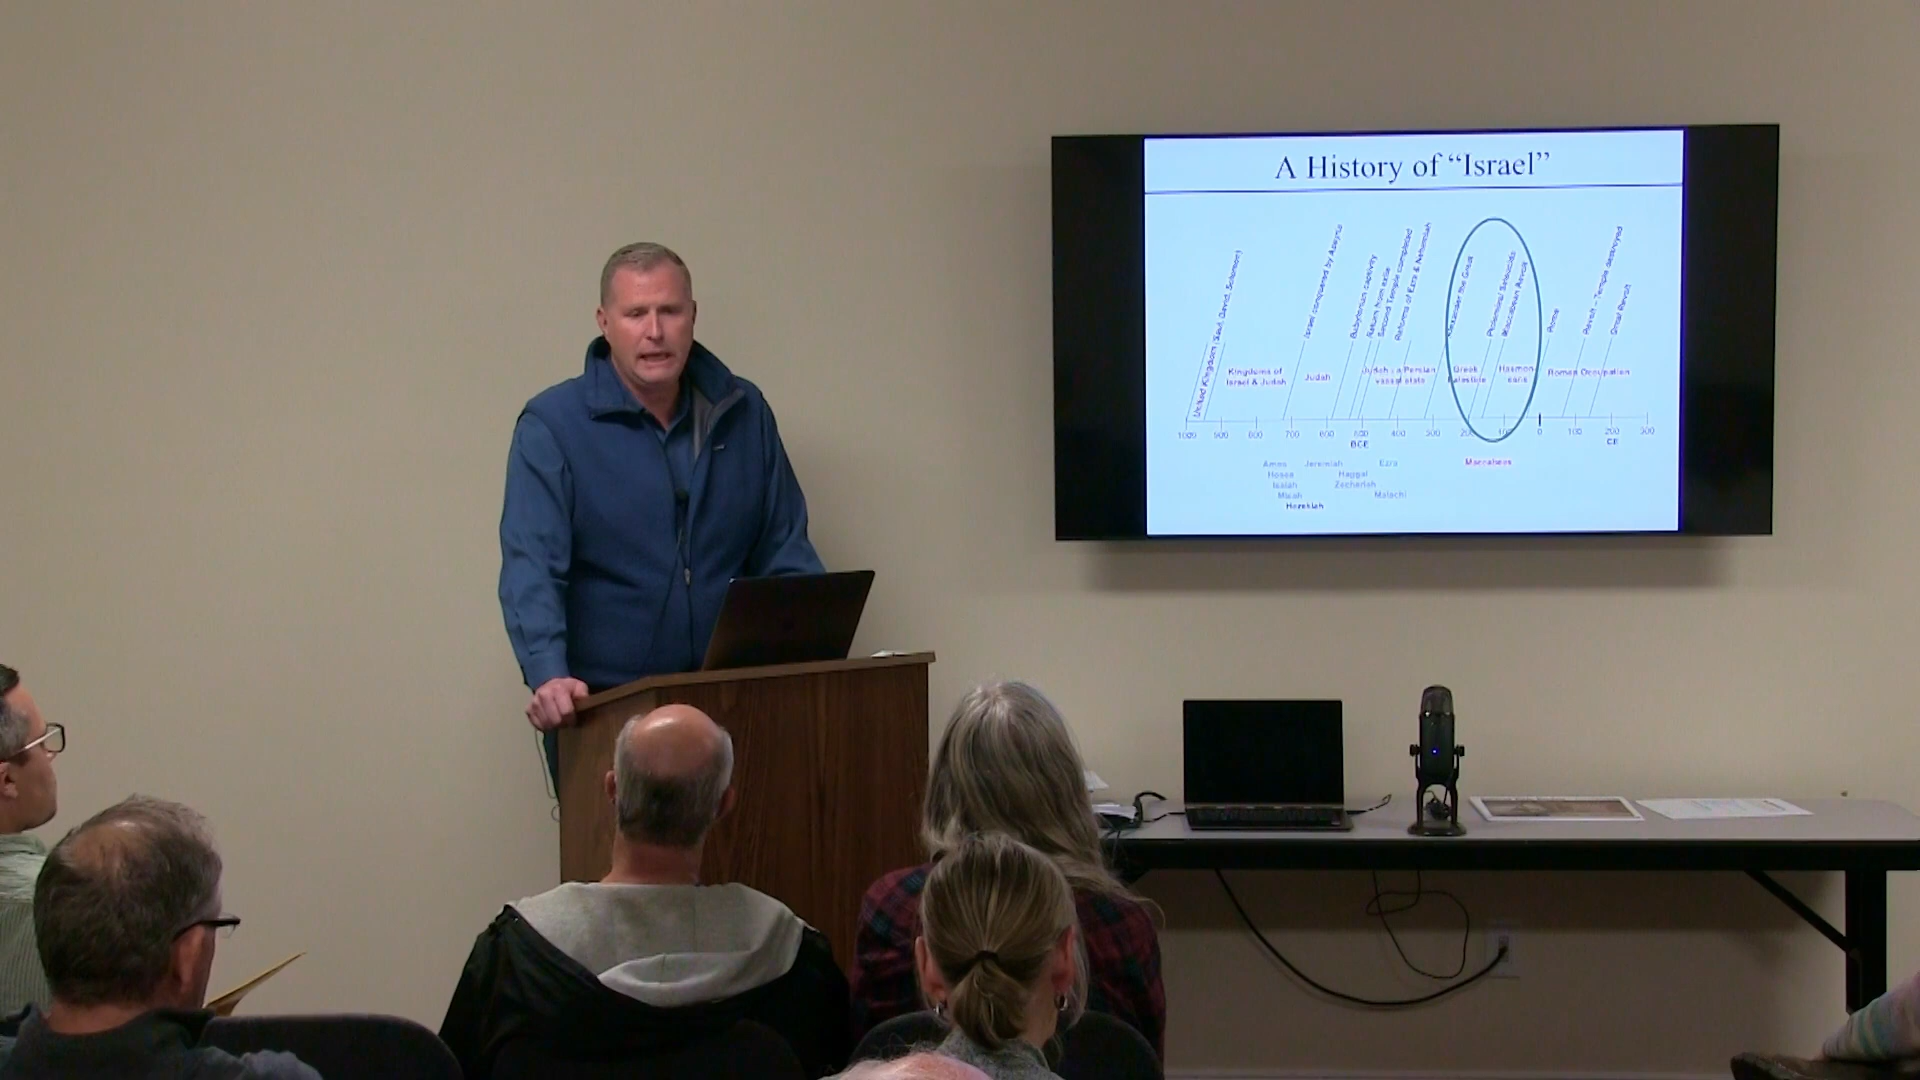 A History of “Israel”
United Kingdom (Saul, David, Solomon)
Israel conquered by Assyria
Babylonian captivity
Return from exile
Second Temple completed
Reforms of Ezra & Nehemiah
Alexander the Great
Ptolemies/Seleucids
Maccabean Revolt
Rome
Revolt - Temple destroyed
Revolt
Kingdoms of
Israel & Judah
Judah
Judah : a Persian
vassal state
Greek
Palestine
Hasmon
eans
Roman Occupation
1000 900 800 700 600 500 400 300 200 100 0 100 200 300
BCE CE
Amos Jeremiah Ezra Maccabees
Hosea Haggai
Isaiah Zechariah
Micah Malachi
Hezekiah